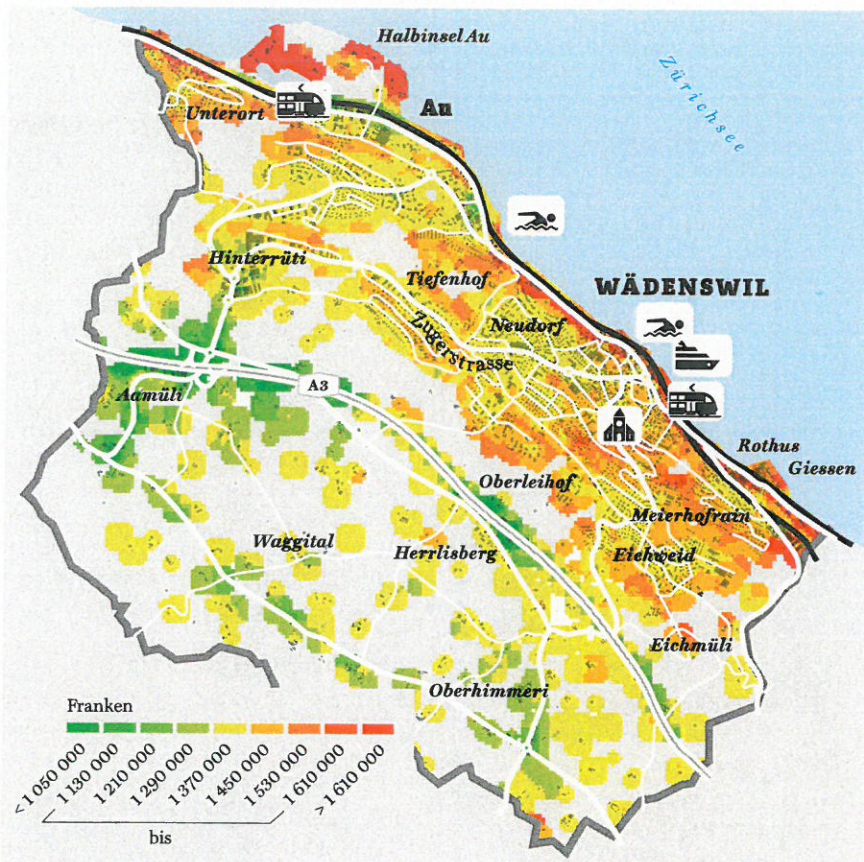 Halbinsel Au
Zürichsee
Unterort
Au
Hinterrüti
Tiefenhof
WÄDENSWIL
Neudorf
Zugerstrasse
A3
Aamüli
Rothus
Giessen
Oberleihof
Meierhofrain
Waggital
Herrlisberg
Eichweid
Eichmüli
Oberhimmeri
Franken
< 1 050 000
1 130 000
1 210 000
1 290 000
1 370 000
1 450 000
1 530 000
1 610 000
> 1 610 000
bis